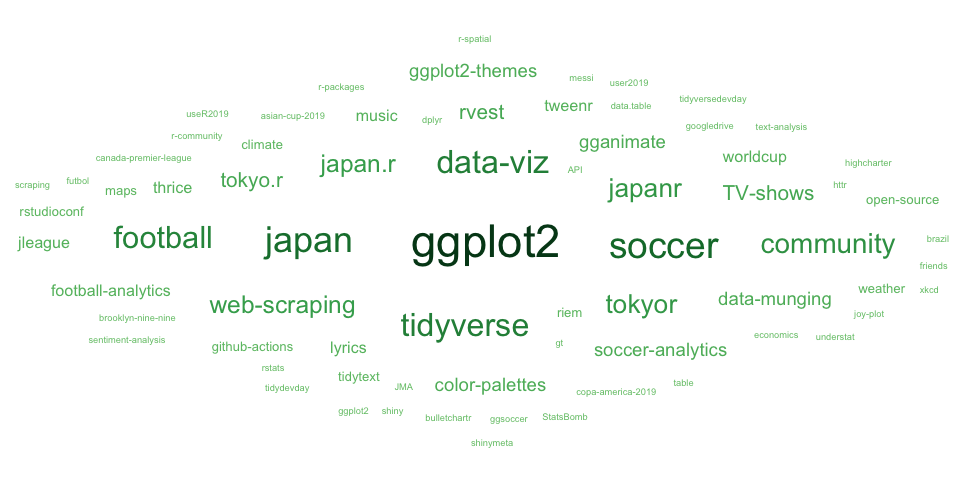 r-spatial
ggplot2-themes
messi
user2019
r-packages
useR2019
asian-cup-2019
music
dplyr
rvest
tweenr
data.table
tidyversedevday
r-community
climate
gganimate
googledrive
text-analysis
canada-premier-league
japan.r
data-viz
API
worldcup
highcharter
scraping
futbol
maps
thrice
tokyo.r
japanr
TV-shows
httr
open-source
rstudioconf
jleague
football
japan
ggplot2
soccer
community
brazil
friends
football-analytics
web-scraping
tidyverse
riem
tokyor
data-munging
weather
xkcd
brooklyn-nine-nine
joy-plot
sentiment-analysis
github-actions
lyrics
gt
soccer-analytics
economics
understat
rstats
tidydevday
tidytext
JMA
color-palettes
copa-america-2019
table
ggplot2
shiny
bulletchartr
ggsoccer
StatsBomb
shinymeta